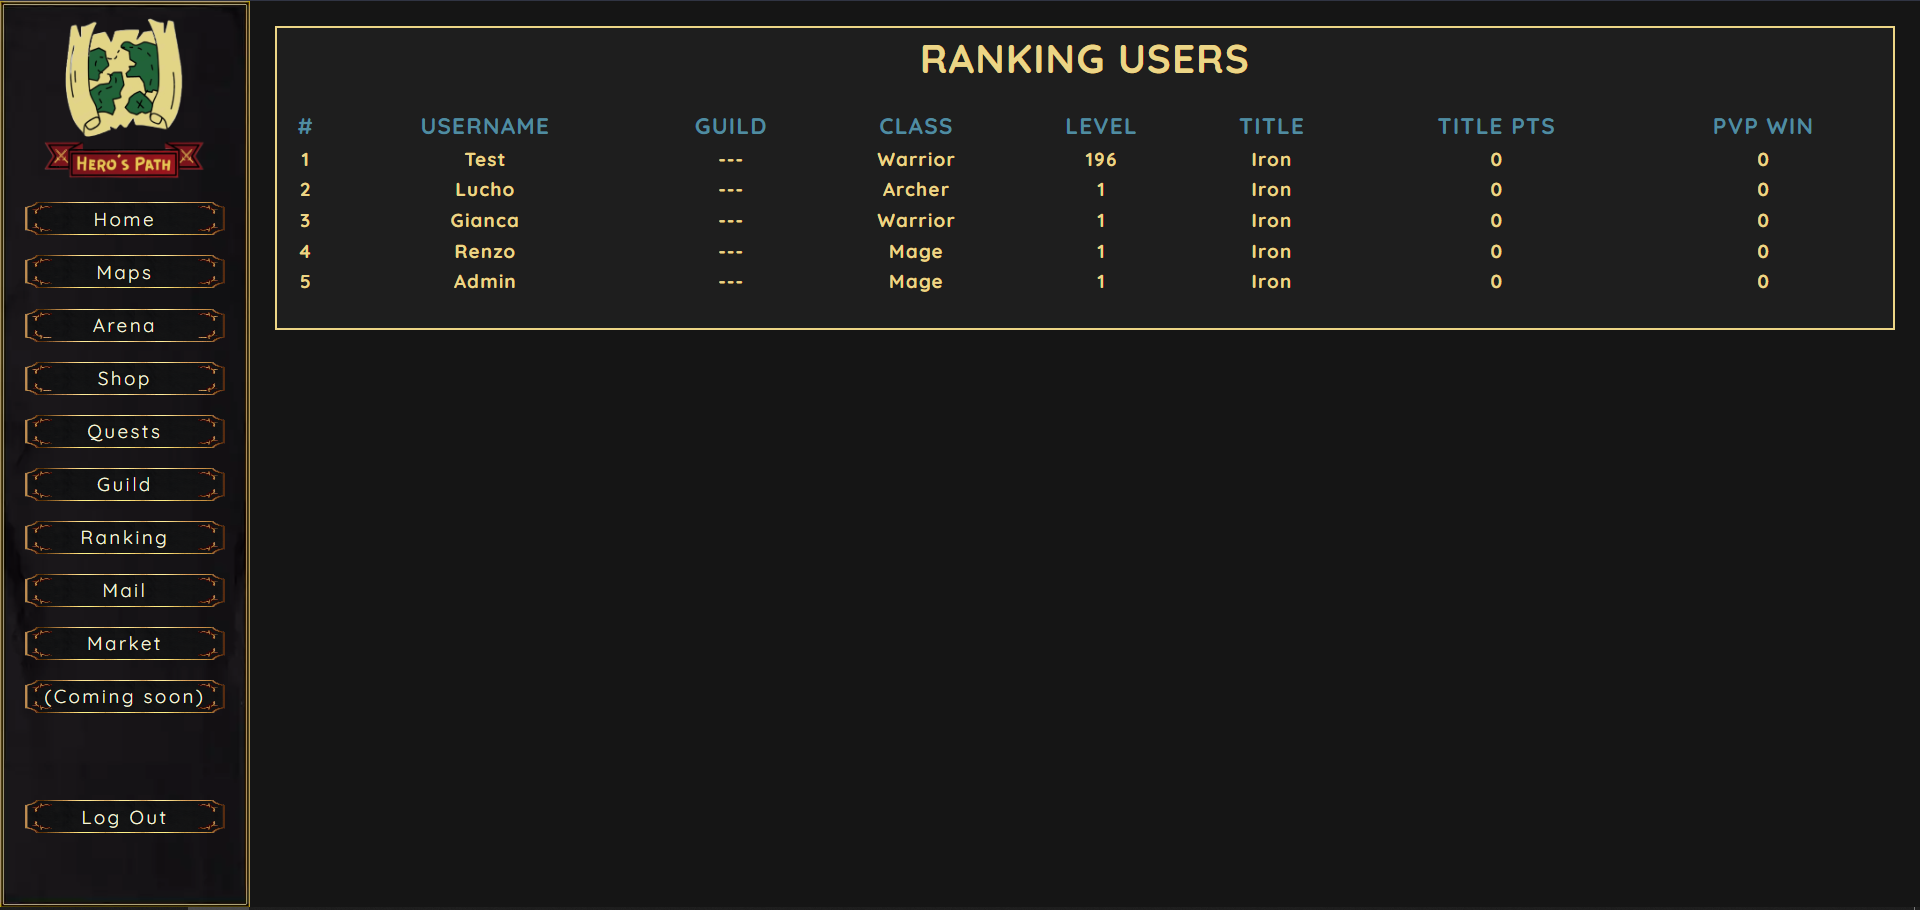 HERO'S PATH
Home
Maps
Arena
Shop
Quests
Guild
Ranking
Mail
Market
(Coming soon)
Log Out
RANKING USERS
# USERNAME GUILD CLASS LEVEL TITLE TITLE PTS PVP WIN
1 Test --- Warrior 196 Iron 0 0
2 Lucho --- Archer 1 Iron 0 0
3 Gianca --- Warrior 1 Iron 0 0
4 Renzo --- Mage 1 Iron 0 0
5 Admin --- Mage 1 Iron 0 0